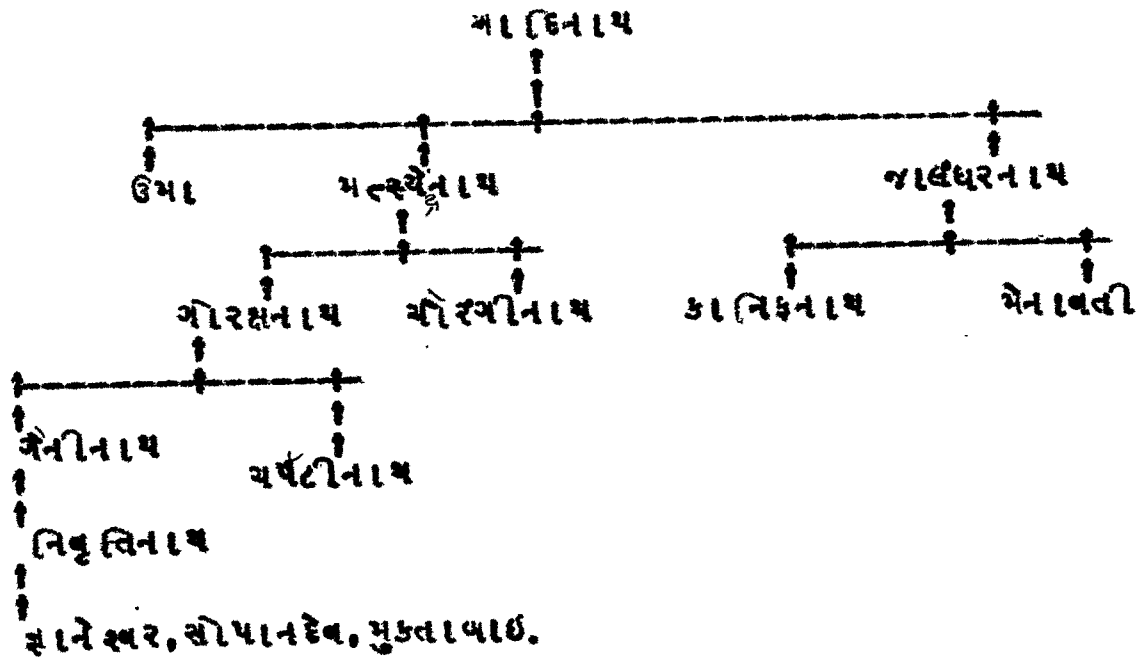 આદિનાથ
ઉમા મત્સ્યેન્દ્રનાથ જાલંધરનાથ
ગોરક્ષનાથ ચૌરંગીનાથ કાનિફનાથ મેનાવતી
ગૈનીનાથ
ચર્પટીનાથ
નિવૃત્તિનાથ
જ્ઞાનેશ્વર, સોપાનદેવ, મુક્તાબાઇ.